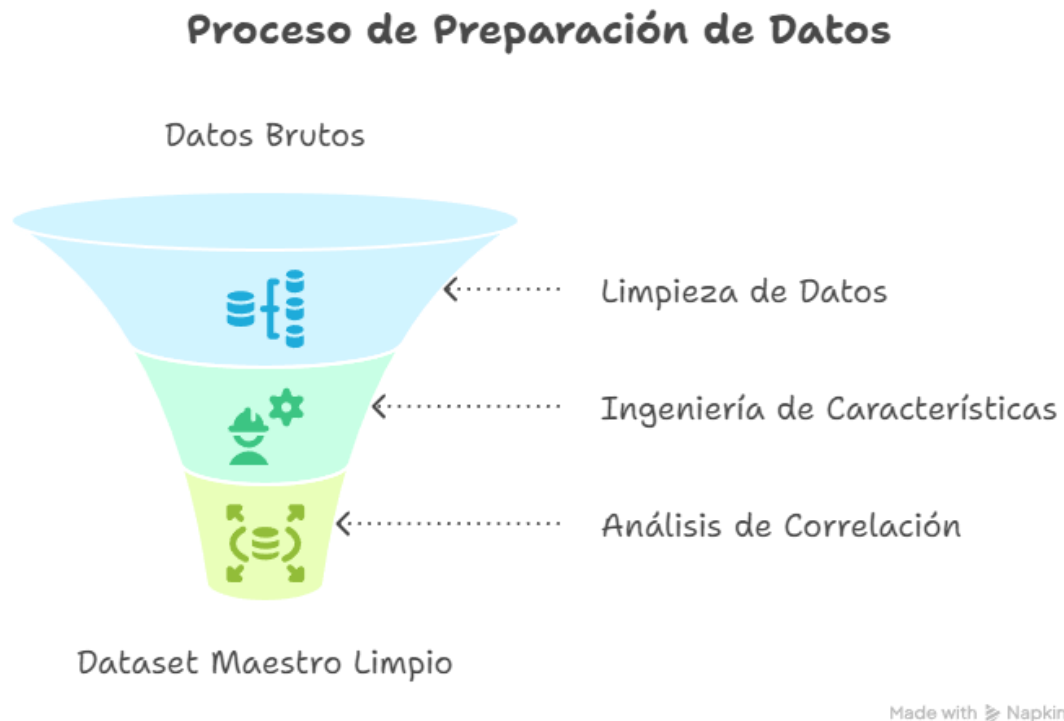 Proceso de Preparación de Datos
Datos Brutos
Limpieza de Datos
Ingeniería de Características
Análisis de Correlación
Dataset Maestro Limpio
Made with Napkin